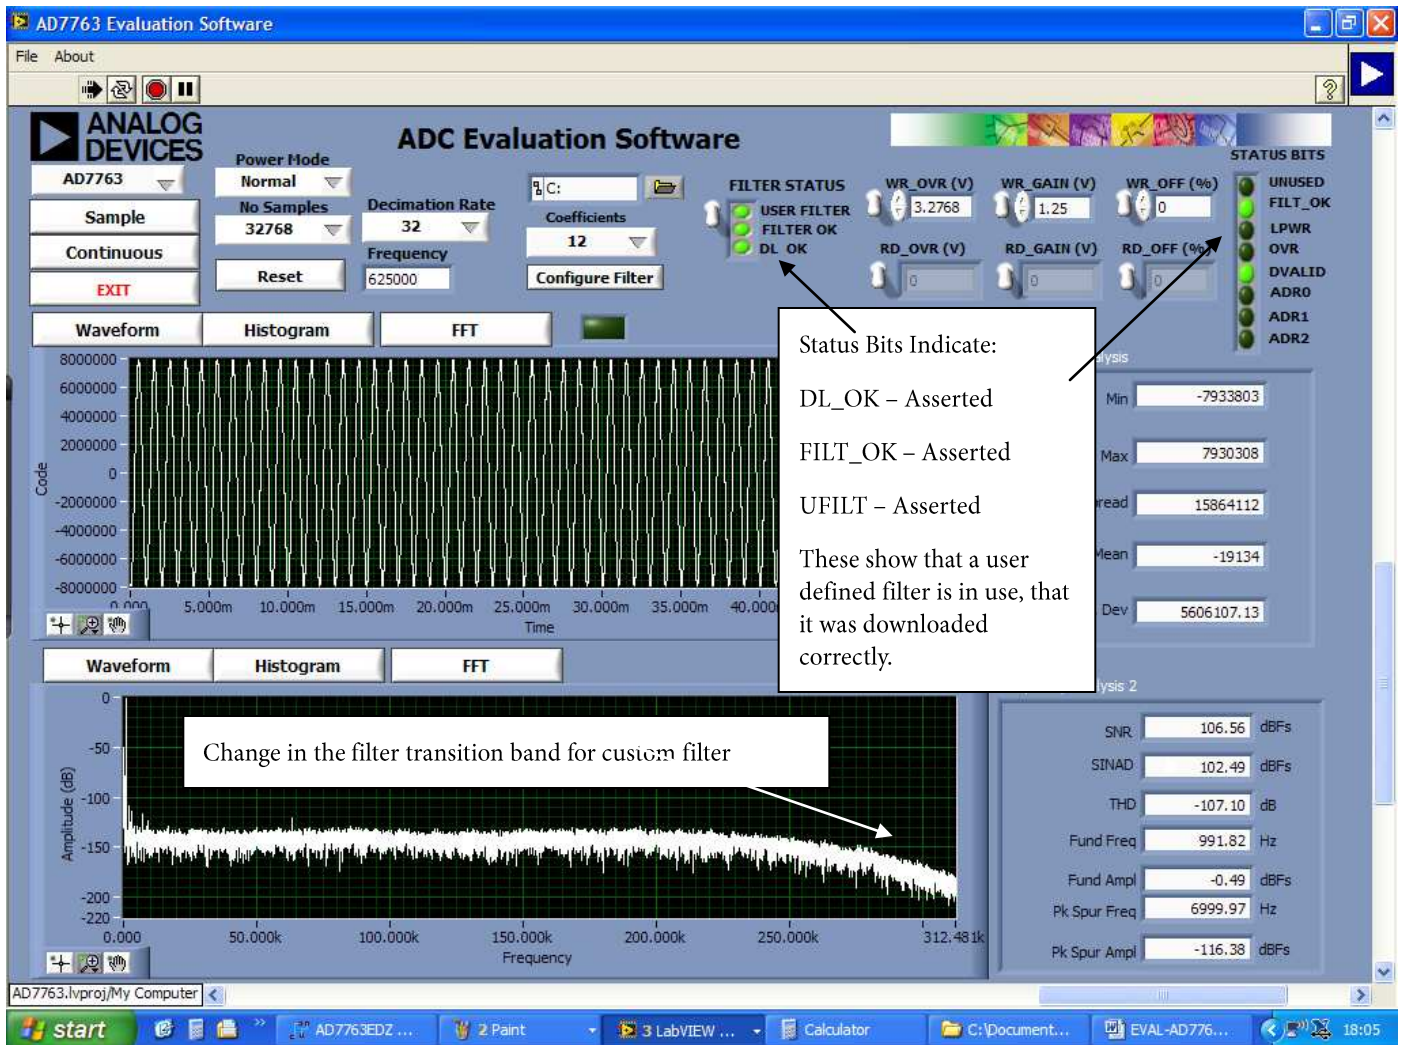 AD7763 Evaluation Software
File About
ANALOG
DEVICES
ADC Evaluation Software
AD7763
Sample
Continuous
EXIT
Power Mode
Normal
No Samples
32768
Reset
Decimation Rate
32
Frequency
625000
C:
Coefficients
12
Configure Filter
FILTER STATUS
USER FILTER
FILTER OK
DL OK
WR_OVR (V)
3.2768
WR_GAIN (V)
1.25
WR_OFF (%)
0
RD_OVR (V)
0
RD_GAIN (V)
0
RD_OFF (%)
0
STATUS BITS
UNUSED
FILT_OK
LPWR
OVR
DVALID
ADR0
ADR1
ADR2
Waveform Histogram FFT
8000000
6000000
4000000
2000000
0
-2000000
-4000000
-6000000
-8000000
Code
0.000 5.000m 10.000m 15.000m 20.000m 25.000m 30.000m 35.000m 40.000
Time
Status Bits Indicate:
DL_OK – Asserted
FILT_OK – Asserted
UFILT – Asserted
These show that a user
defined filter is in use, that
it was downloaded
correctly.
Min -7933803
Max 7930308
15864112
Mean -19134
Dev 5606107.13
Waveform Histogram FFT
0
-50
-100
-150
-200
-220
Amplitude (dB)
Change in the filter transition band for custom filter
0.000 50.000k 100.000k 150.000k 200.000k 250.000k 312.481k
Frequency
ysis 2
SNR 106.56 dBFs
SINAD 102.49 dBFs
THD -107.10 dB
Fund Freq 991.82 Hz
Fund Ampl -0.49 dBFs
Pk Spur Freq 6999.97 Hz
Pk Spur Ampl -116.38 dBFs
AD7763.lvproj/My Computer
start
AD7763EDZ ...
2 Paint
3 LabVIEW ...
Calculator
C:\Document...
EVAL-AD776...
18:05